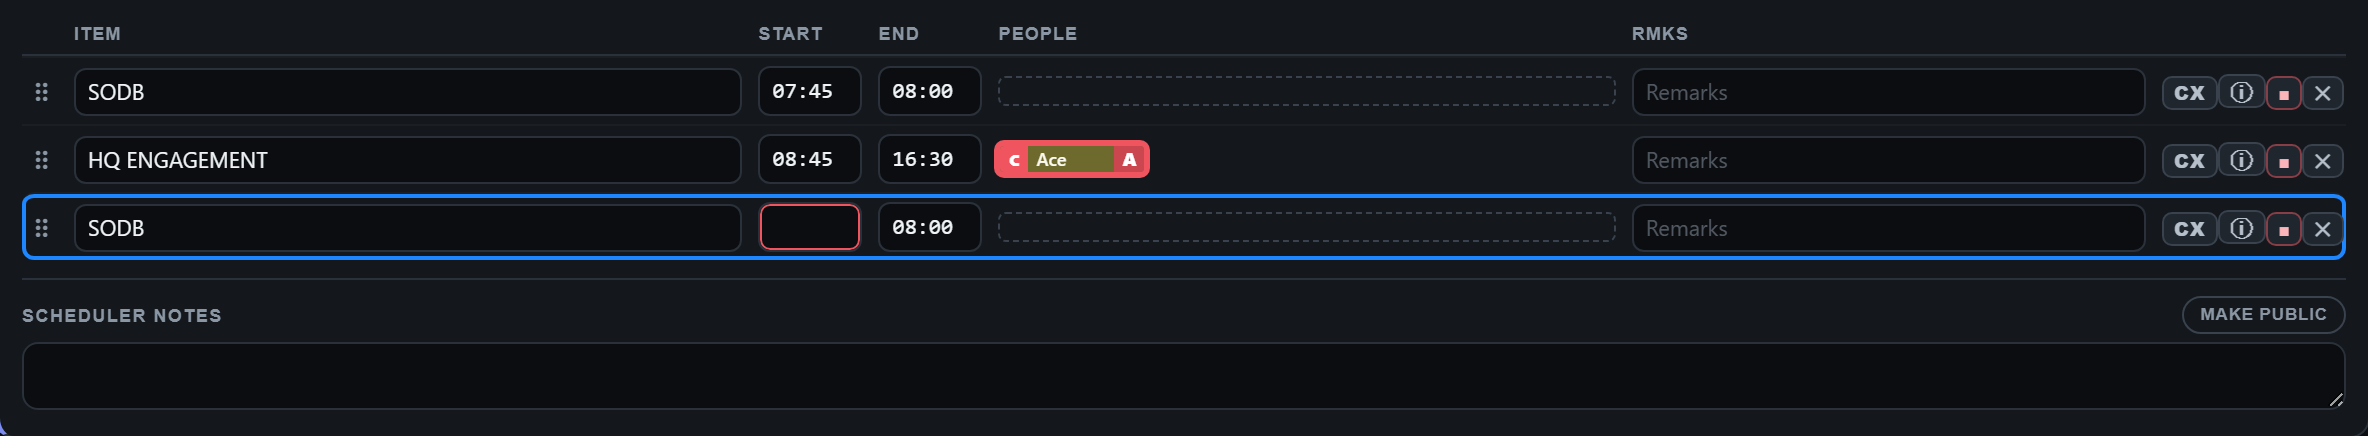 ITEM START END PEOPLE RMKS
SODB 07:45 08:00 Remarks CX ⓘ ✕
HQ ENGAGEMENT 08:45 16:30 c Ace A Remarks CX ⓘ ✕
SODB 08:00 Remarks CX ⓘ ✕
SCHEDULER NOTES MAKE PUBLIC